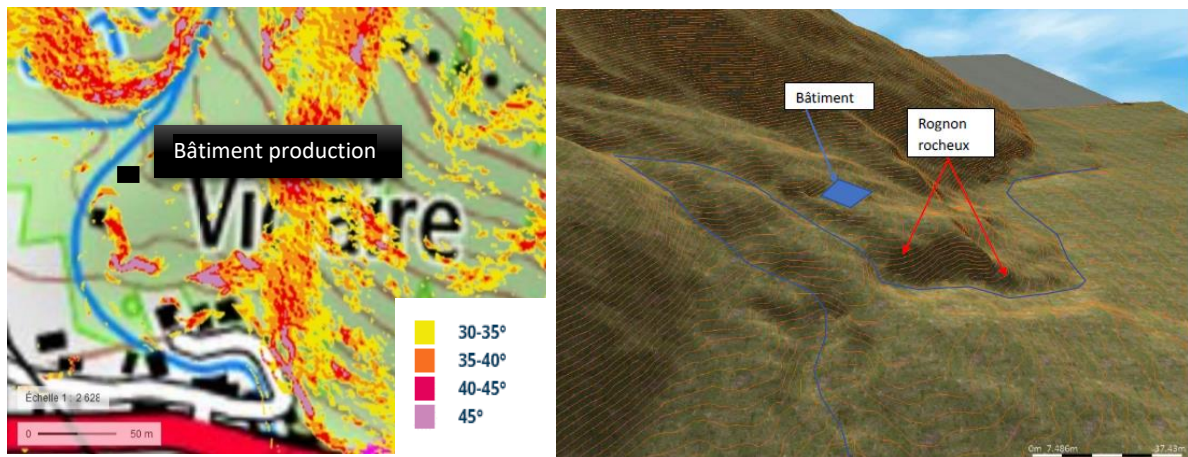 Bâtiment production
30-35°
35-40°
40-45°
45°
Échelle 1 : 2 628
0
50 m
Bâtiment
Rognon
rocheux
0m 7.486m
37.43m